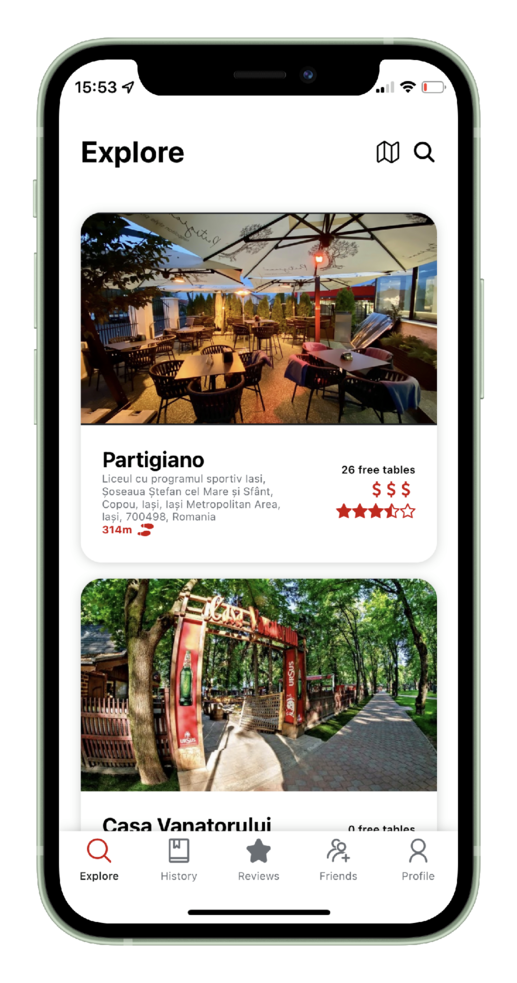 15:53
Explore
Partigiano
Liceul cu programul sportiv Iasi,
Șoseaua Ștefan cel Mare și Sfânt,
Copou, Iași, Iași Metropolitan Area,
Iași, 700498, Romania
314m
26 free tables
$ $ $
Casa
URSUS
URSUS
Casa Vanatorului
0 free tables
Explore
History
Reviews
Friends
Profile